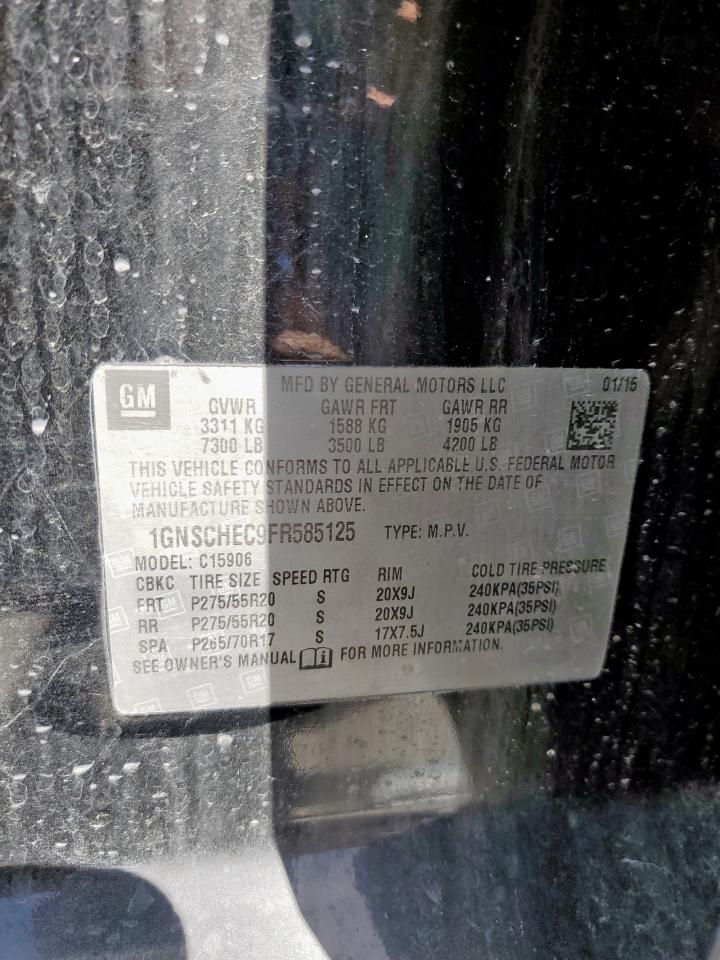 GM
MFD BY GENERAL MOTORS LLC 01/15
GVWR GAWR FRT GAWR RR
3311 KG 1588 KG 1905 KG
7300 LB 3500 LB 4200 LB
THIS VEHICLE CONFORMS TO ALL APPLICABLE U.S. FEDERAL MOTOR
VEHICLE SAFETY STANDARDS IN EFFECT ON THE DATE OF
MANUFACTURE SHOWN ABOVE.
1GNSCHEC9FR585125 TYPE: M.P.V.
MODEL: C15906
CBKC TIRE SIZE SPEED RTG RIM COLD TIRE PRESSURE
FRT P275/55R20 S 20X9J 240KPA(35PSI)
RR P275/55R20 S 20X9J 240KPA(35PSI)
SPA P265/70R17 S 17X7.5J 240KPA(35PSI)
SEE OWNER'S MANUAL FOR MORE INFORMATION.